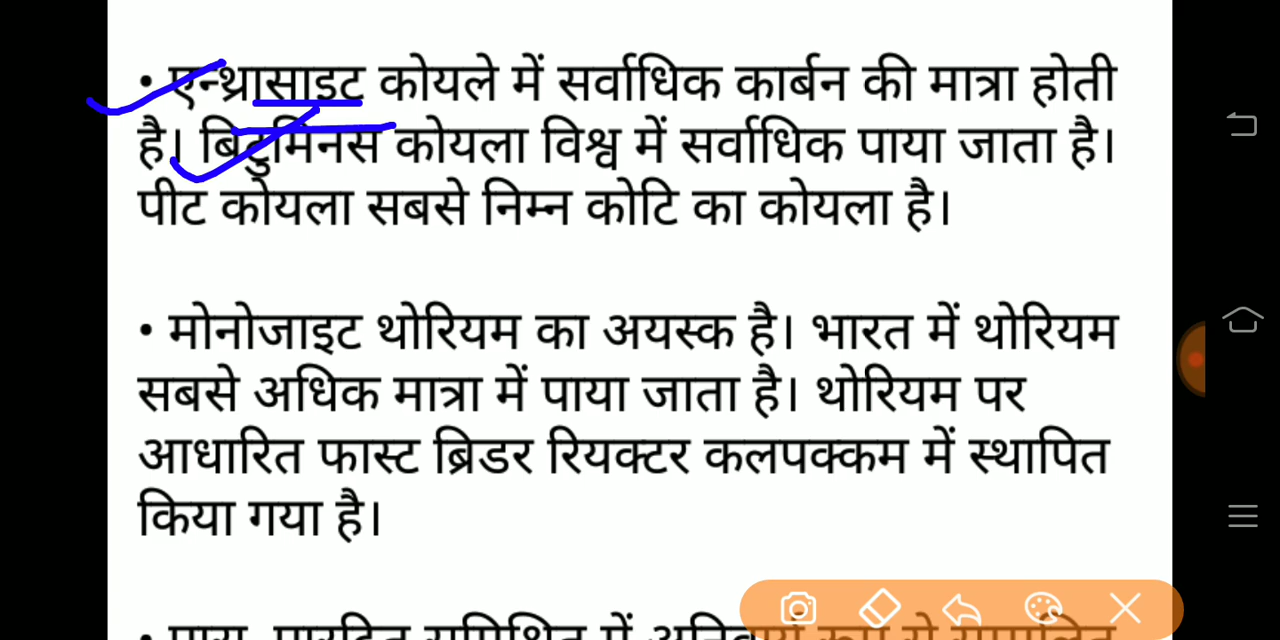 • एन्थ्रासाइट कोयले में सर्वाधिक कार्बन की मात्रा होती
है। बिटुमिनस कोयला विश्व में सर्वाधिक पाया जाता है।
पीट कोयला सबसे निम्न कोटि का कोयला है।
• मोनोजाइट थोरियम का अयस्क है। भारत में थोरियम
सबसे अधिक मात्रा में पाया जाता है। थोरियम पर
आधारित फास्ट ब्रिडर रियक्टर कलपक्कम में स्थापित
किया गया है।